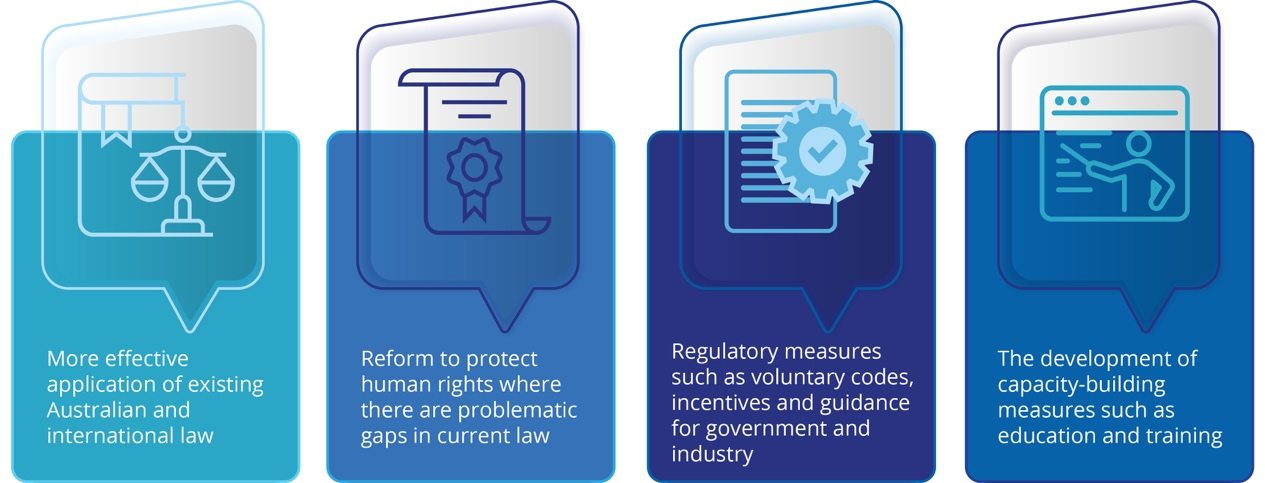 More effective
application of existing
Australian and
international law
Reform to protect
human rights where
there are problematic
gaps in current law
Regulatory measures
such as voluntary codes,
incentives and guidance
for government and
industry
The development of
capacity-building
measures such as
education and training